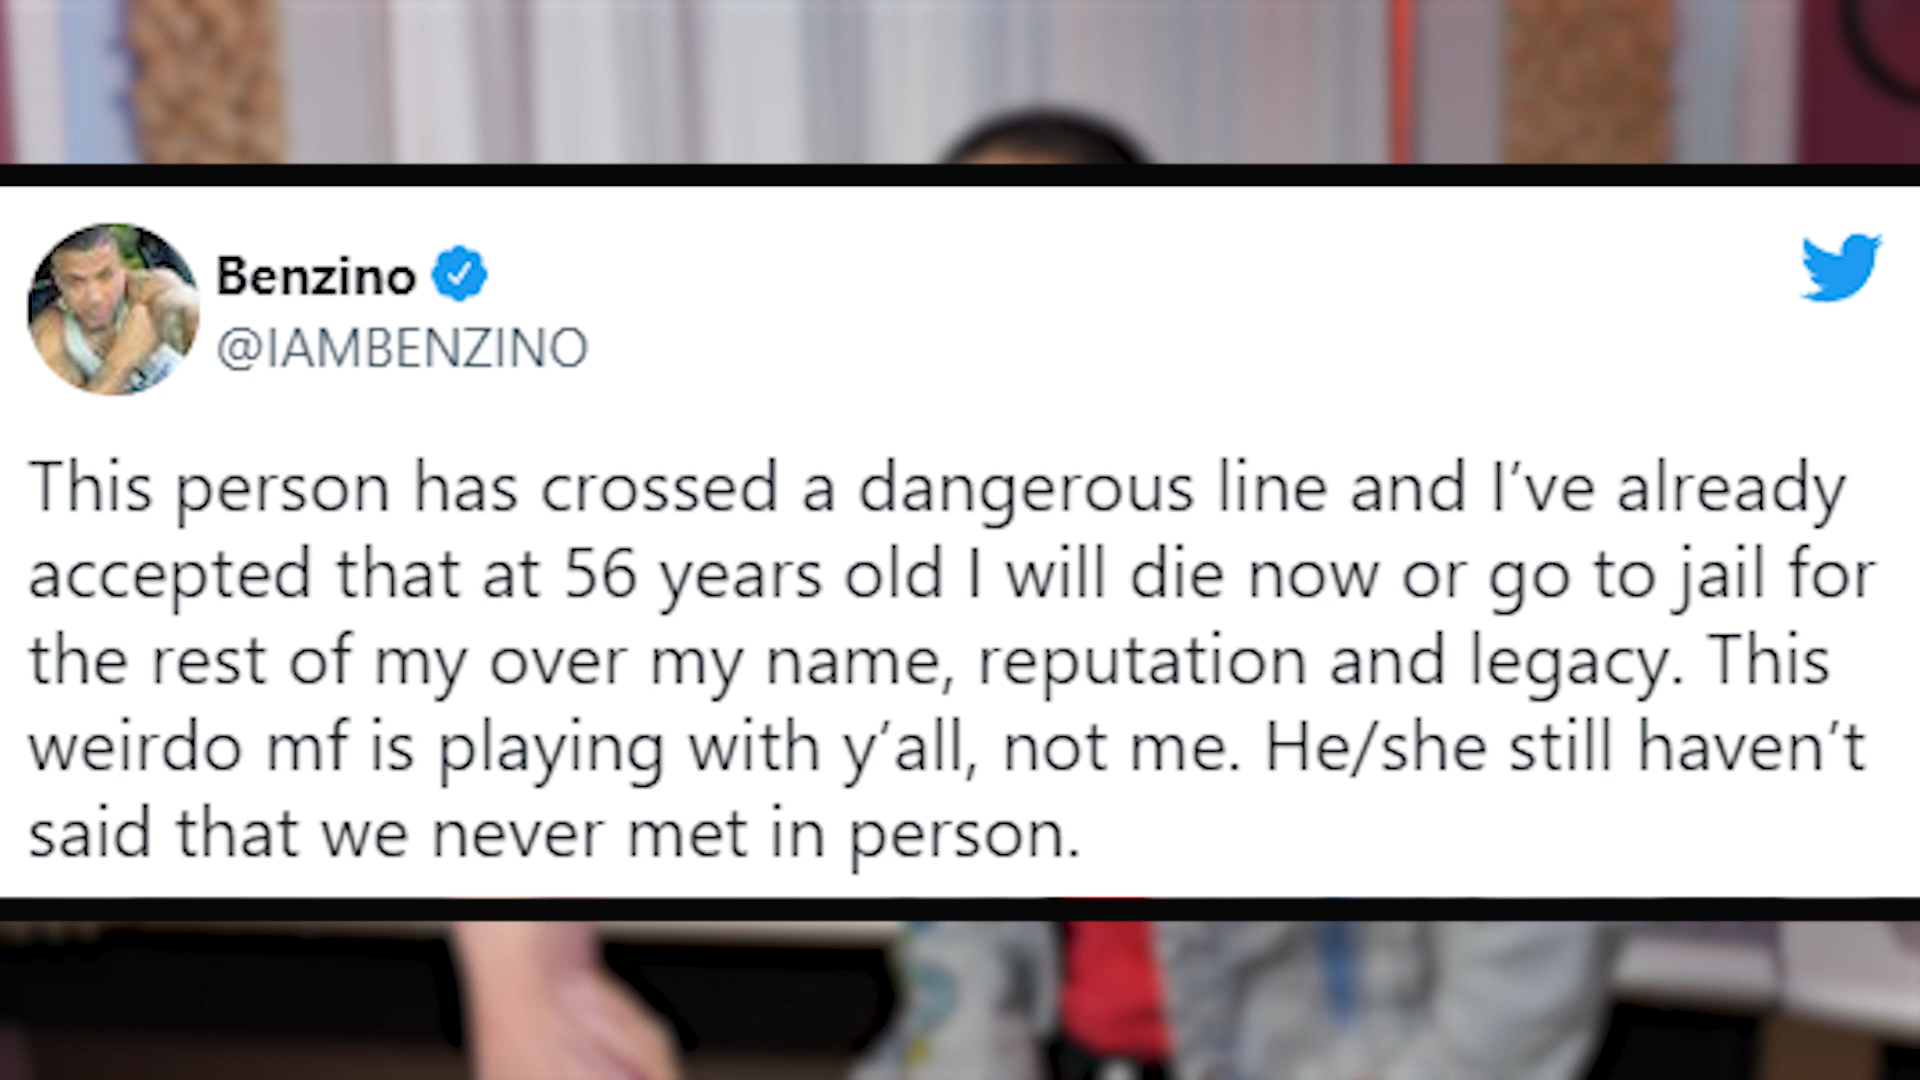 Benzino
@IAMBENZINO
This person has crossed a dangerous line and I’ve already
accepted that at 56 years old I will die now or go to jail for
the rest of my over my name, reputation and legacy. This
weirdo mf is playing with y’all, not me. He/she still haven’t
said that we never met in person.